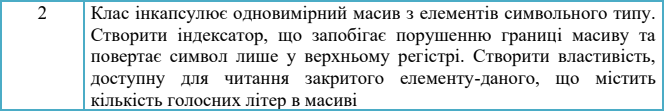 2
Клас інкапсулює одновимірний масив з елементів символьного типу.
Створити індексатор, що запобігає порушенню границі масиву та
повертає символ лише у верхньому регістрі. Створити властивість,
доступну для читання закритого елементу-даного, що містить
кількість голосних літер в масиві